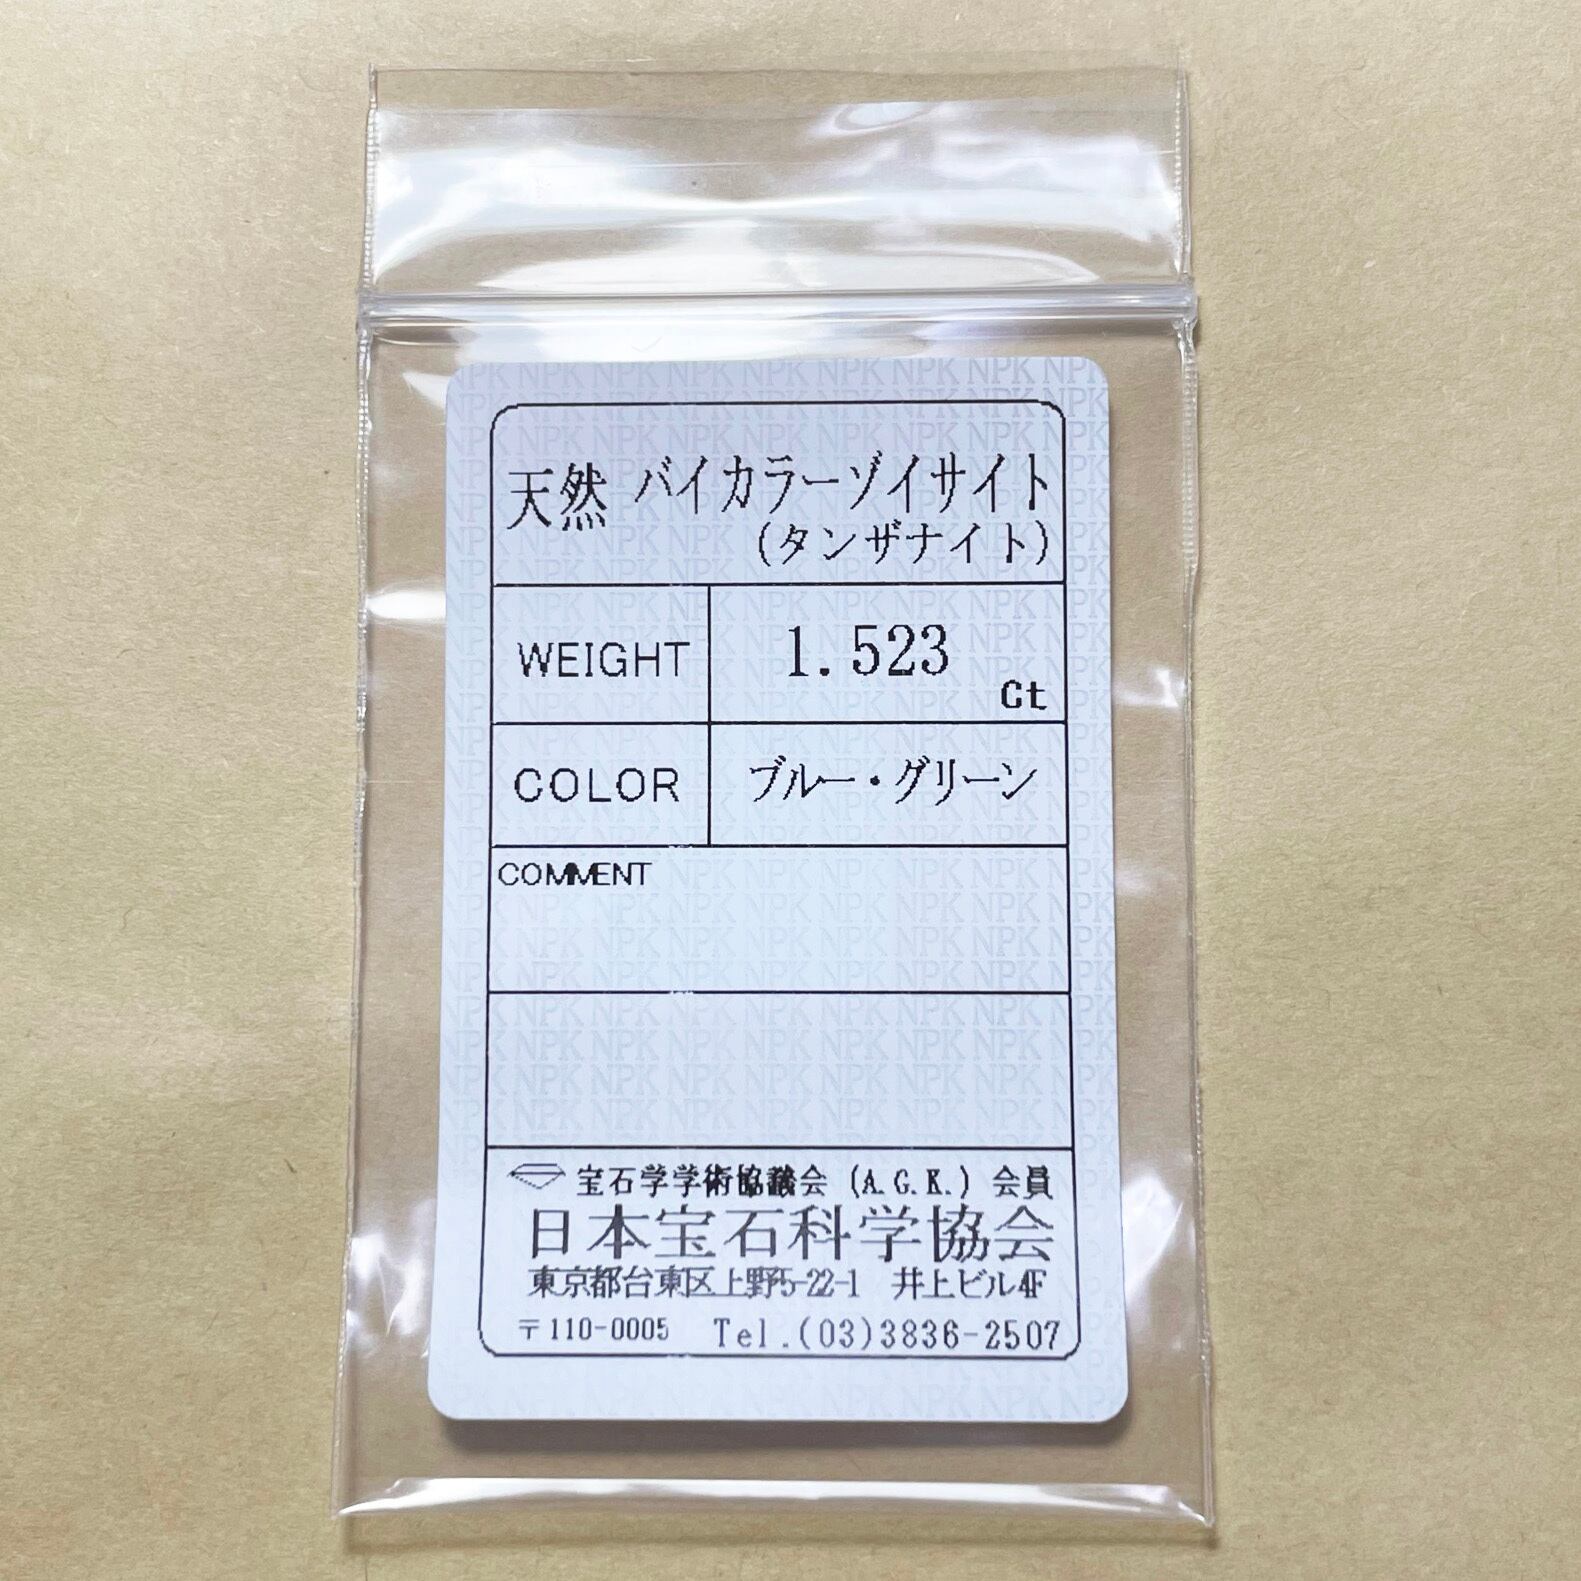 天然 バイカラーゾイサイト
(タンザナイト)
WEIGHT 1.523 Ct
COLOR ブルー・グリーン
COMMENT
宝石学学術協議会 (A.G.K.) 会員
日本宝石科学協会
東京都台東区上野5-22-1 井上ビル4F
〒110-0005 Tel.(03)3836-2507